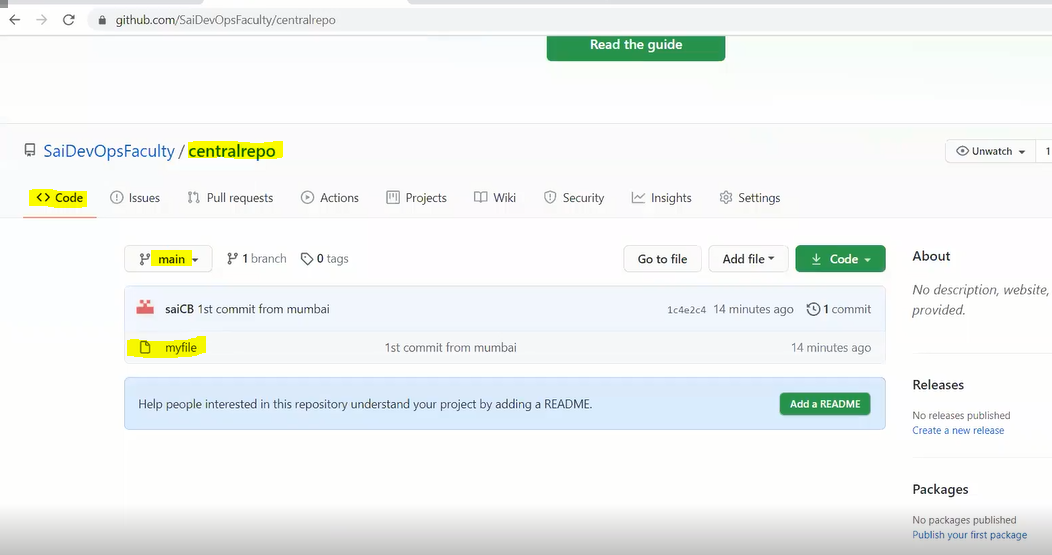 github.com/SaiDevOpsFaculty/centralrepo
Read the guide
SaiDevOpsFaculty / centralrepo
Unwatch 1
Code Issues Pull requests Actions Projects Wiki Security Insights Settings
main 1 branch 0 tags Go to file Add file Code
saiCB 1st commit from mumbai 1c4e2c4 14 minutes ago 1 commit
myfile 1st commit from mumbai 14 minutes ago
Help people interested in this repository understand your project by adding a README. Add a README
About
No description, website,
provided.
Releases
No releases published
Create a new release
Packages
No packages published
Publish your first package